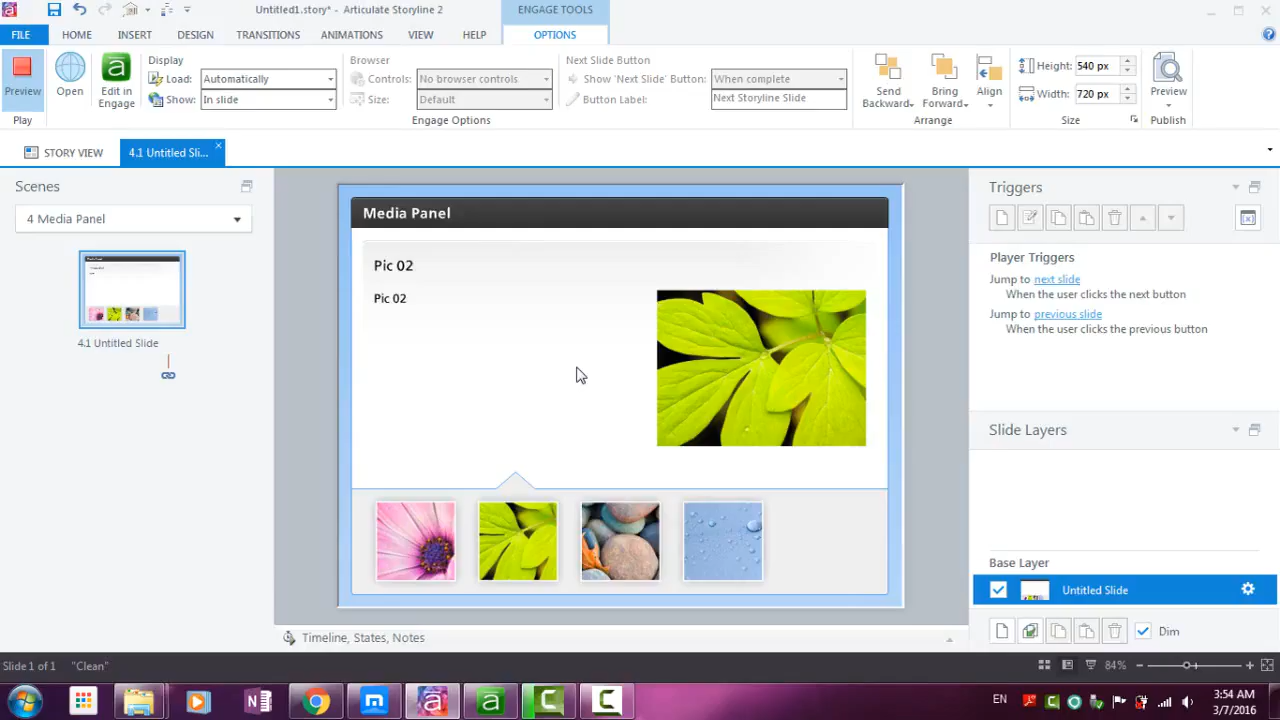 Untitled1.story* - Articulate Storyline 2
ENGAGE TOOLS
FILE HOME INSERT DESIGN TRANSITIONS ANIMATIONS VIEW HELP OPTIONS
Preview
Open
Edit in Engage
Play
Display
Load: Automatically
Show: In slide
Browser
Controls: No browser controls
Size: Default
Next Slide Button
Show 'Next Slide' Button: When complete
Button Label: Next Storyline Slide
Engage Options
Send Backward
Bring Forward
Align
Arrange
Height: 540 px
Width: 720 px
Size
Preview
Publish
STORY VIEW
4.1 Untitled Sli...
Scenes
4 Media Panel
4.1 Untitled Slide
Media Panel
Pic 02
Pic 02
Triggers
Player Triggers
Jump to next slide
When the user clicks the next button
Jump to previous slide
When the user clicks the previous button
Slide Layers
Base Layer
Untitled Slide
Dim
Timeline, States, Notes
Slide 1 of 1 "Clean"
84%
EN
3:54 AM
3/7/2016